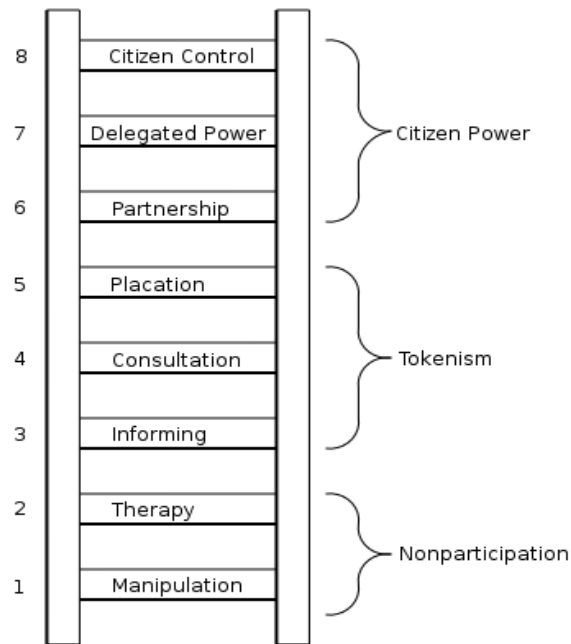 8 Citizen Control
7 Delegated Power
Citizen Power
6 Partnership
5 Placation
4 Consultation
Tokenism
3 Informing
2 Therapy
Nonparticipation
1 Manipulation